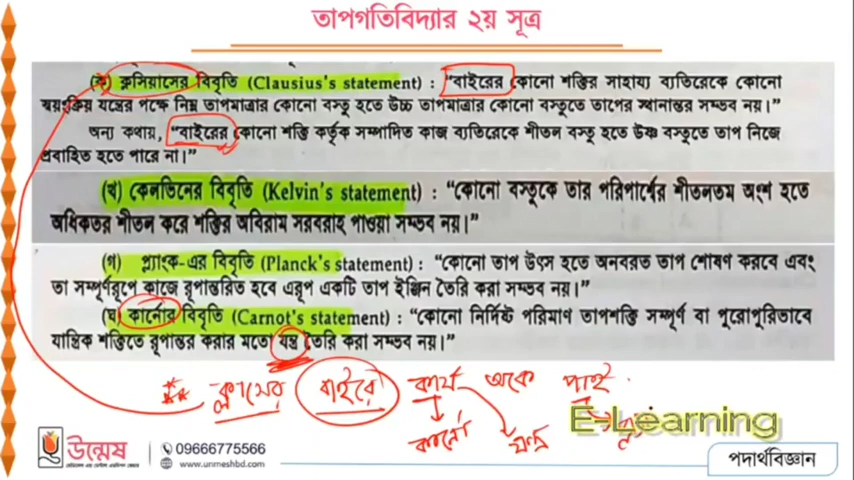 তাপগতিবিদ্যার ২য় সূত্র
(ক) ক্লসিয়াসের বিবৃতি (Clausius's statement) : "বাইরের কোনো শক্তির সাহায্য ব্যতিরেকে কোনো
স্বয়ংক্রিয় যন্ত্রের পক্ষে নিম্ন তাপমাত্রার কোনো বস্তু হতে উচ্চ তাপমাত্রার কোনো বস্তুতে তাপের স্থানান্তর সম্ভব নয়।"
অন্য কথায়, "বাইরের কোনো শক্তি কর্তৃক সম্পাদিত কাজ ব্যতিরেকে শীতল বস্তু হতে উষ্ণ বস্তুতে তাপ নিজে
প্রবাহিত হতে পারে না।"
(খ) কেলভিনের বিবৃতি (Kelvin's statement) : "কোনো বস্তুকে তার পরিপার্শ্বের শীতলতম অংশ হতে
অধিকতর শীতল করে শক্তির অবিরাম সরবরাহ পাওয়া সম্ভব নয়।"
(গ) প্ল্যাংক-এর বিবৃতি (Planck's statement) : "কোনো তাপ উৎস হতে অনবরত তাপ শোষণ করবে এবং
তা সম্পূর্ণরূপে কাজে রূপান্তরিত হবে এরূপ একটি তাপ ইঞ্জিন তৈরি করা সম্ভব নয়।"
(ঘ) কার্নোর বিবৃতি (Carnot's statement) : "কোনো নির্দিষ্ট পরিমাণ তাপশক্তি সম্পূর্ণ বা পুরোপুরিভাবে
যান্ত্রিক শক্তিতে রূপান্তর করার মতো যন্ত্র তৈরি করা সম্ভব নয়।"
ক্লাসের বাইরে কার্য অকে পাই
কার্নো যন্ত্র
E-Learning
উন্মেষ
09666775566
www.unmeshbd.com
পদার্থবিজ্ঞান